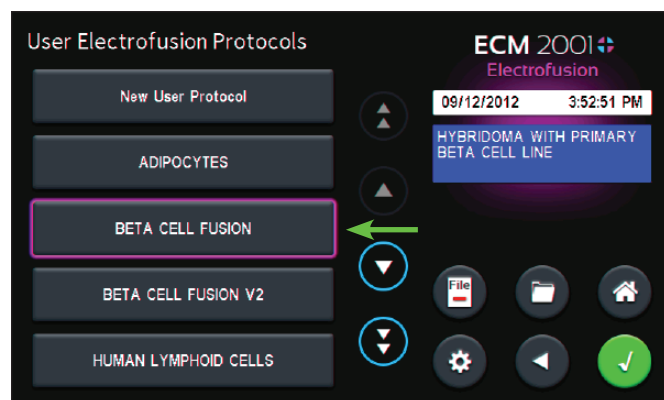 User Electrofusion Protocols
New User Protocol
ADIPOCYTES
BETA CELL FUSION
BETA CELL FUSION V2
HUMAN LYMPHOID CELLS
ECM 2001
Electrofusion
09/12/2012 3:52:51 PM
HYBRIDOMA WITH PRIMARY
BETA CELL LINE
File